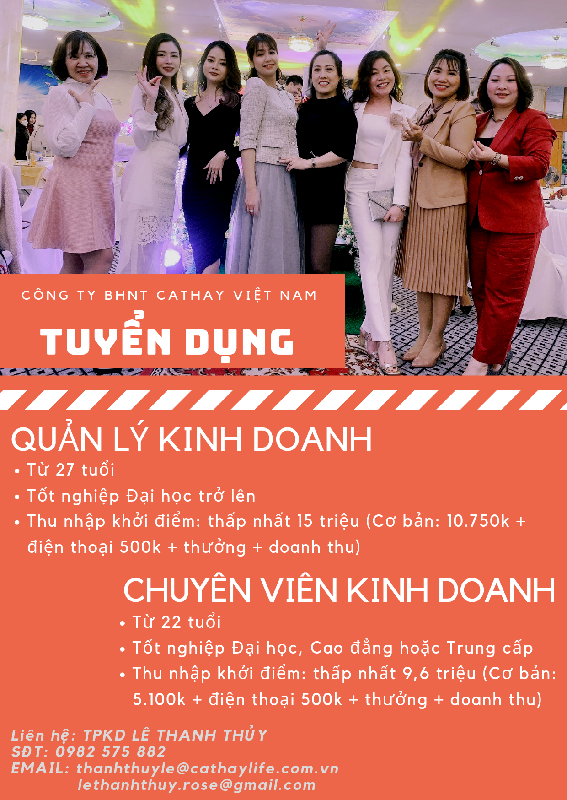 CÔNG TY BHNT CATHAY VIỆT NAM
TUYỂN DỤNG
QUẢN LÝ KINH DOANH
• Từ 27 tuổi
• Tốt nghiệp Đại học trở lên
• Thu nhập khởi điểm: thấp nhất 15 triệu (Cơ bản: 10.750k +
điện thoại 500k + thưởng + doanh thu)
CHUYÊN VIÊN KINH DOANH
• Từ 22 tuổi
• Tốt nghiệp Đại học, Cao đẳng hoặc Trung cấp
• Thu nhập khởi điểm: thấp nhất 9,6 triệu (Cơ bản:
5.100k + điện thoại 500k + thưởng + doanh thu)
Liên hệ: TPKD LÊ THANH THỦY
SĐT: 0982 575 882
EMAIL: thanhthuyle@cathaylife.com.vn
lethanhthuy.rose@gmail.com